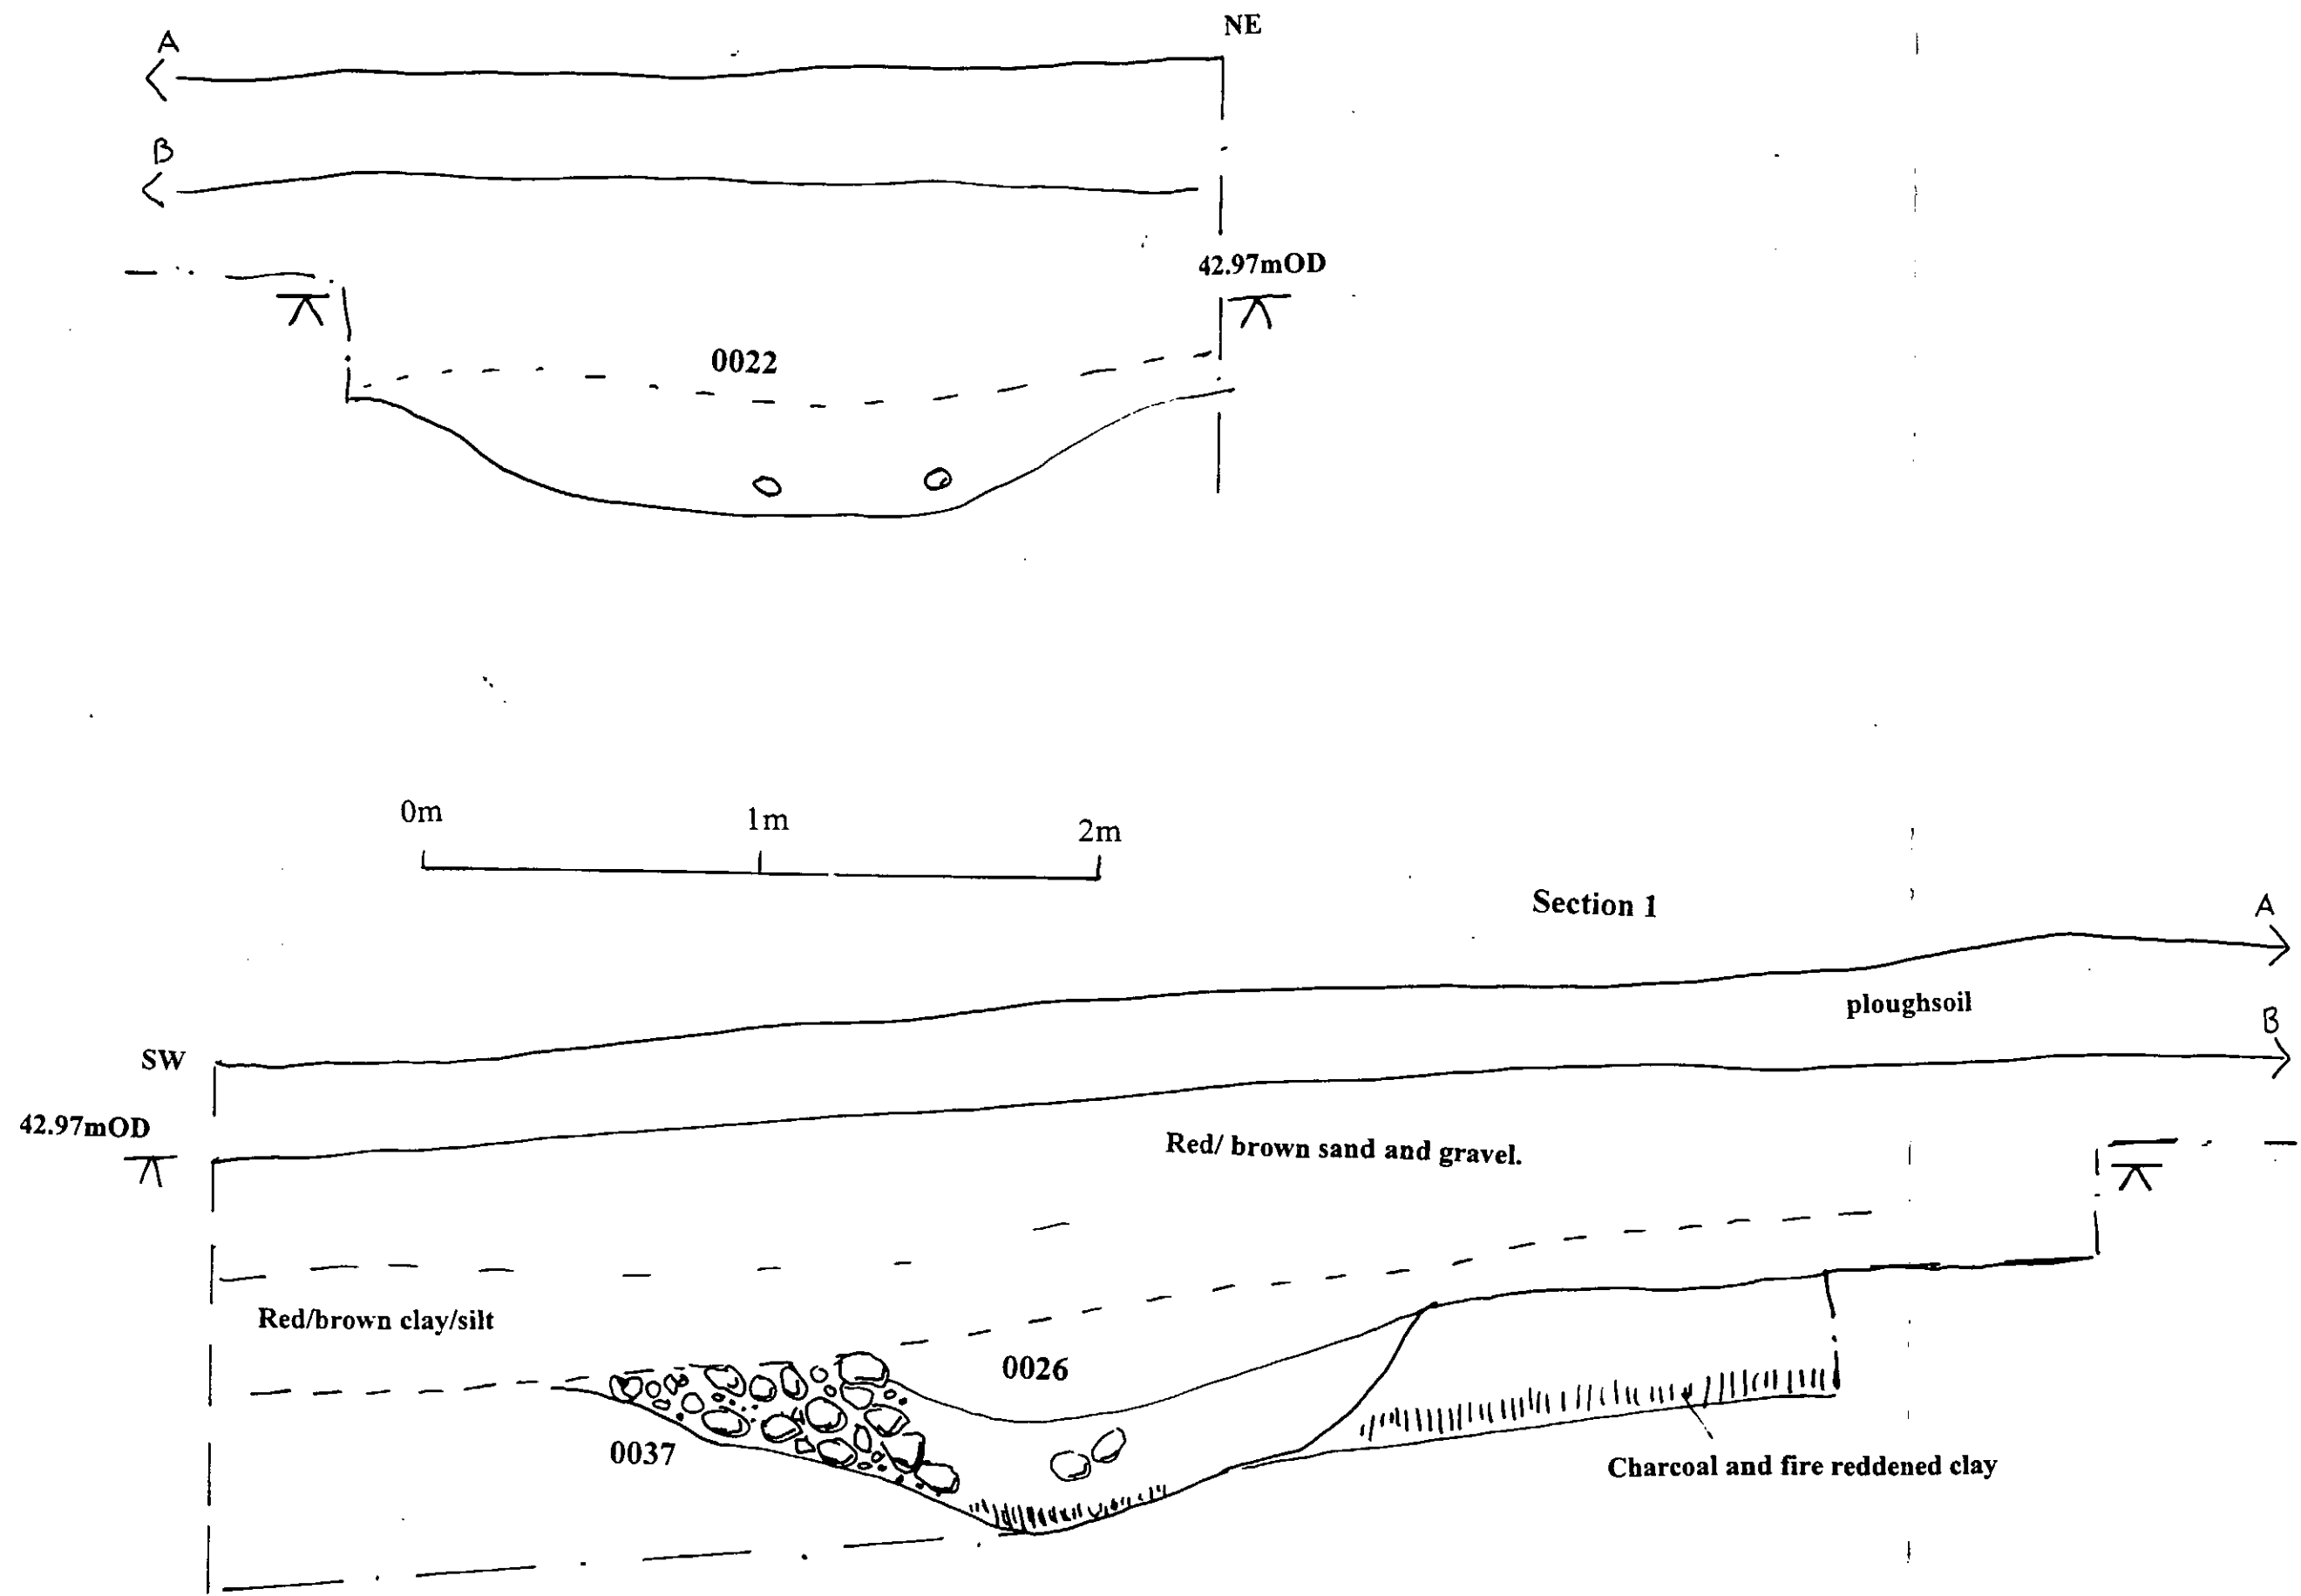 NE
A
B
42.97mOD
0022
0m 1m 2m
Section 1
A
ploughsoil
B
SW
42.97mOD
Red/ brown sand and gravel.
Red/brown clay/silt
0026
0037
Charcoal and fire reddened clay